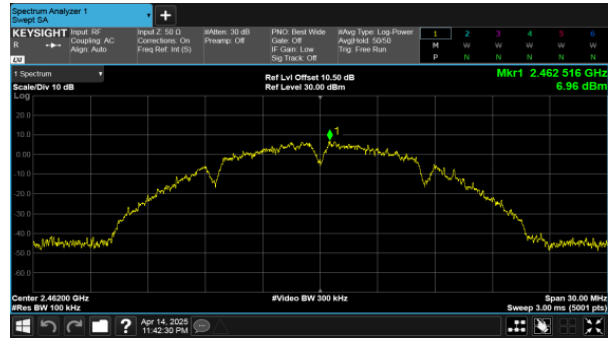 Spectrum Analyzer 1
Swept SA
+
KEYSIGHT Input: RF Input Z: 50 Ω #Atten: 30 dB PNO: Best Wide #Avg Type: Log-Power 1 2 3 4 5 6
R Coupling: AC Corrections: On Preamp: Off Gate: Off Avg|Hold: 50/50 M W W W W W
Align: Auto Freq Ref: Int (S) IF Gain: Low Trig: Free Run P N N N N N
LXI Sig Track: Off
1 Spectrum Ref Lvl Offset 10.50 dB Mkr1 2.462 516 GHz
Scale/Div 10 dB Ref Level 30.00 dBm 6.96 dBm
Log
20.0
10.0
1
0.00
-10.0
-20.0
-30.0
-40.0
-50.0
-60.0
Center 2.46200 GHz #Video BW 300 kHz Span 30.00 MHz
#Res BW 100 kHz Sweep 3.00 ms (5001 pts)
? Apr 14, 2025
11:42:30 PM